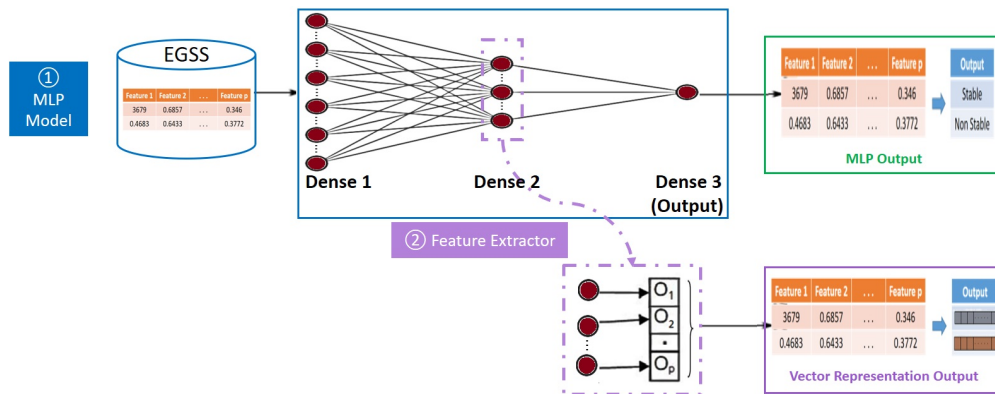 ①
MLP
Model
EGSS
Feature 1 Feature 2 . . . Feature p
3679 0.6857 ... 0.346
0.4683 0.6433 ... 0.3772
Dense 1
Dense 2
Dense 3
(Output)
Feature 1 Feature 2 ... Feature p
3679 0.6857 ... 0.346
0.4683 0.6433 ... 0.3772
Output
Stable
Non Stable
MLP Output
② Feature Extractor
O1
O2
.
Op
Feature 1 Feature 2 ... Feature p
3679 0.6857 ... 0.346
0.4683 0.6433 ... 0.3772
Output
Vector Representation Output